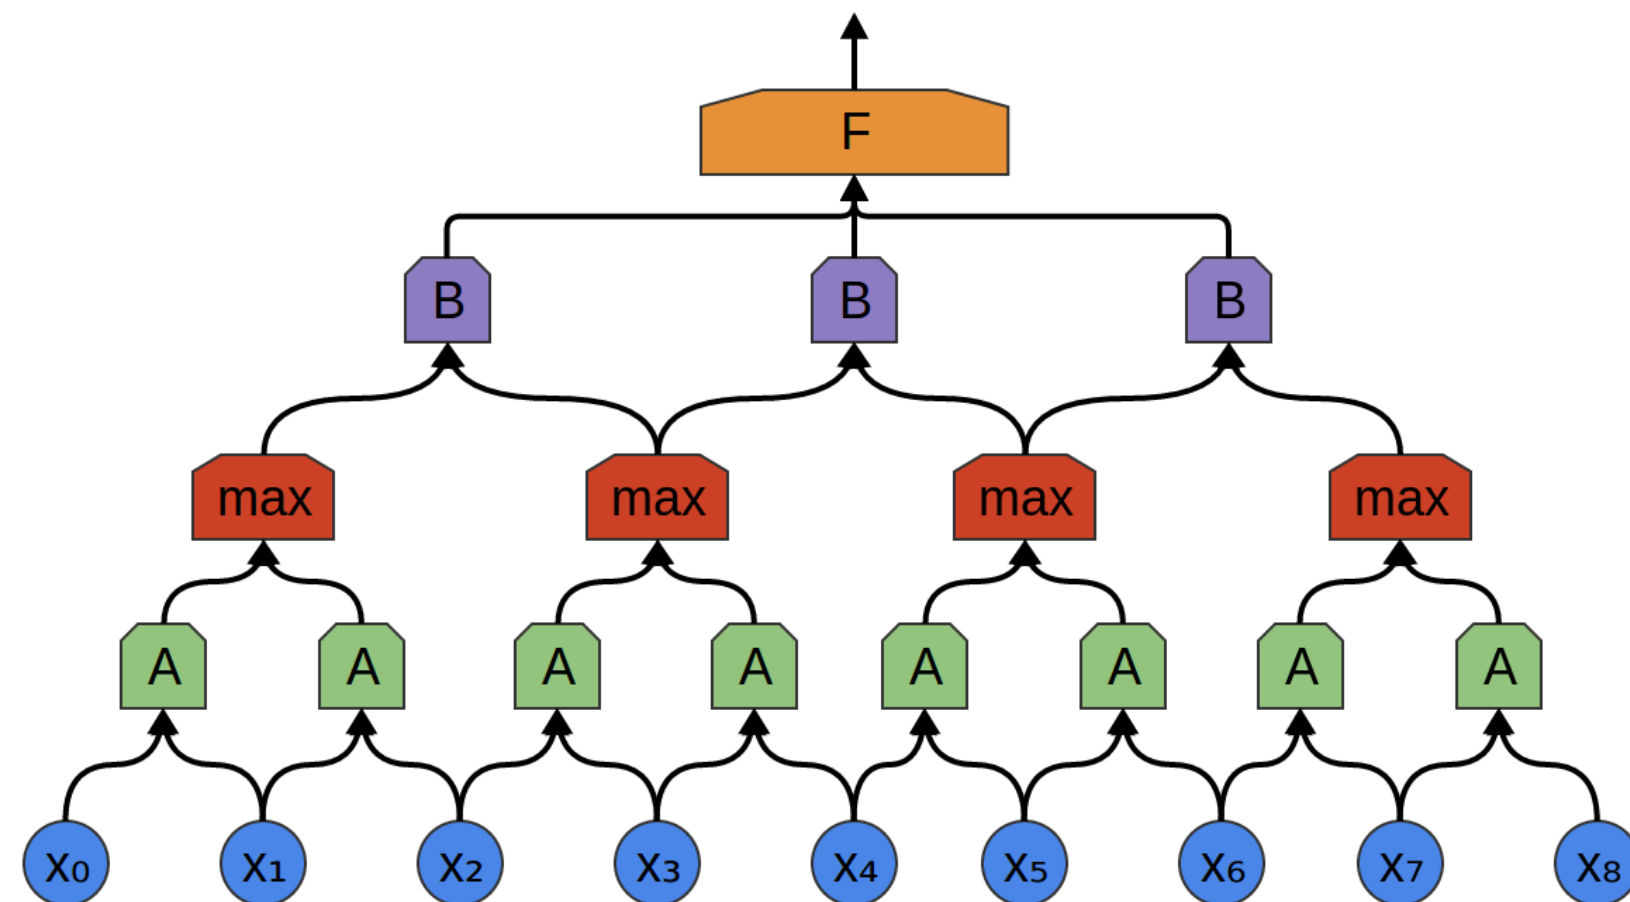 F
B B B
max max max max
A A A A A A A A
x₀ x₁ x₂ x₃ x₄ x₅ x₆ x₇ x₈